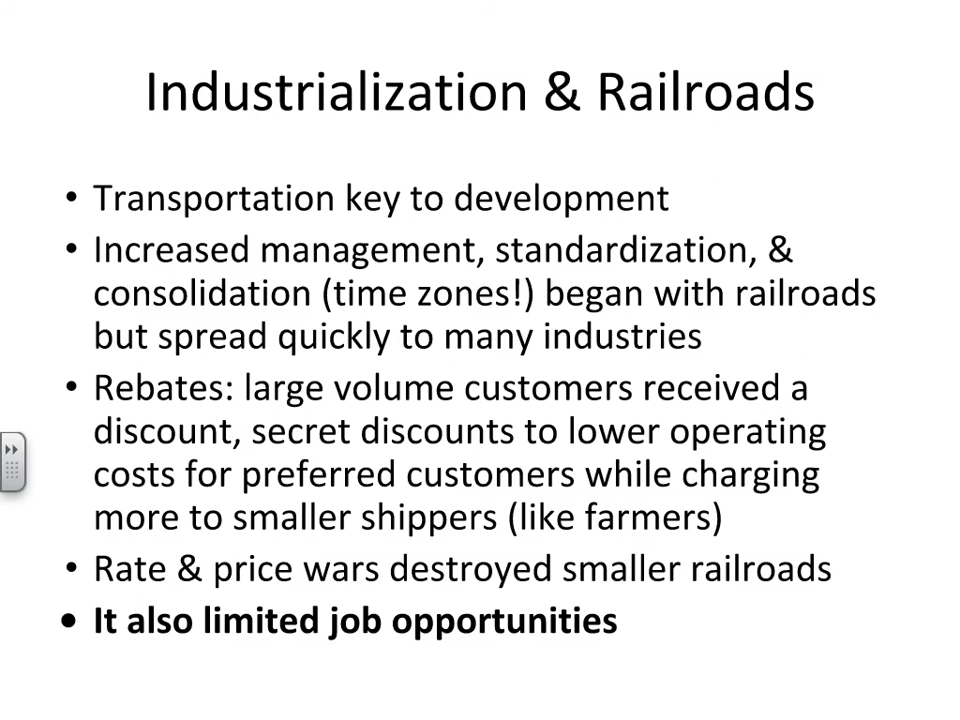 Industrialization & Railroads
• Transportation key to development
• Increased management, standardization, &
consolidation (time zones!) began with railroads
but spread quickly to many industries
• Rebates: large volume customers received a
discount, secret discounts to lower operating
costs for preferred customers while charging
more to smaller shippers (like farmers)
• Rate & price wars destroyed smaller railroads
• It also limited job opportunities